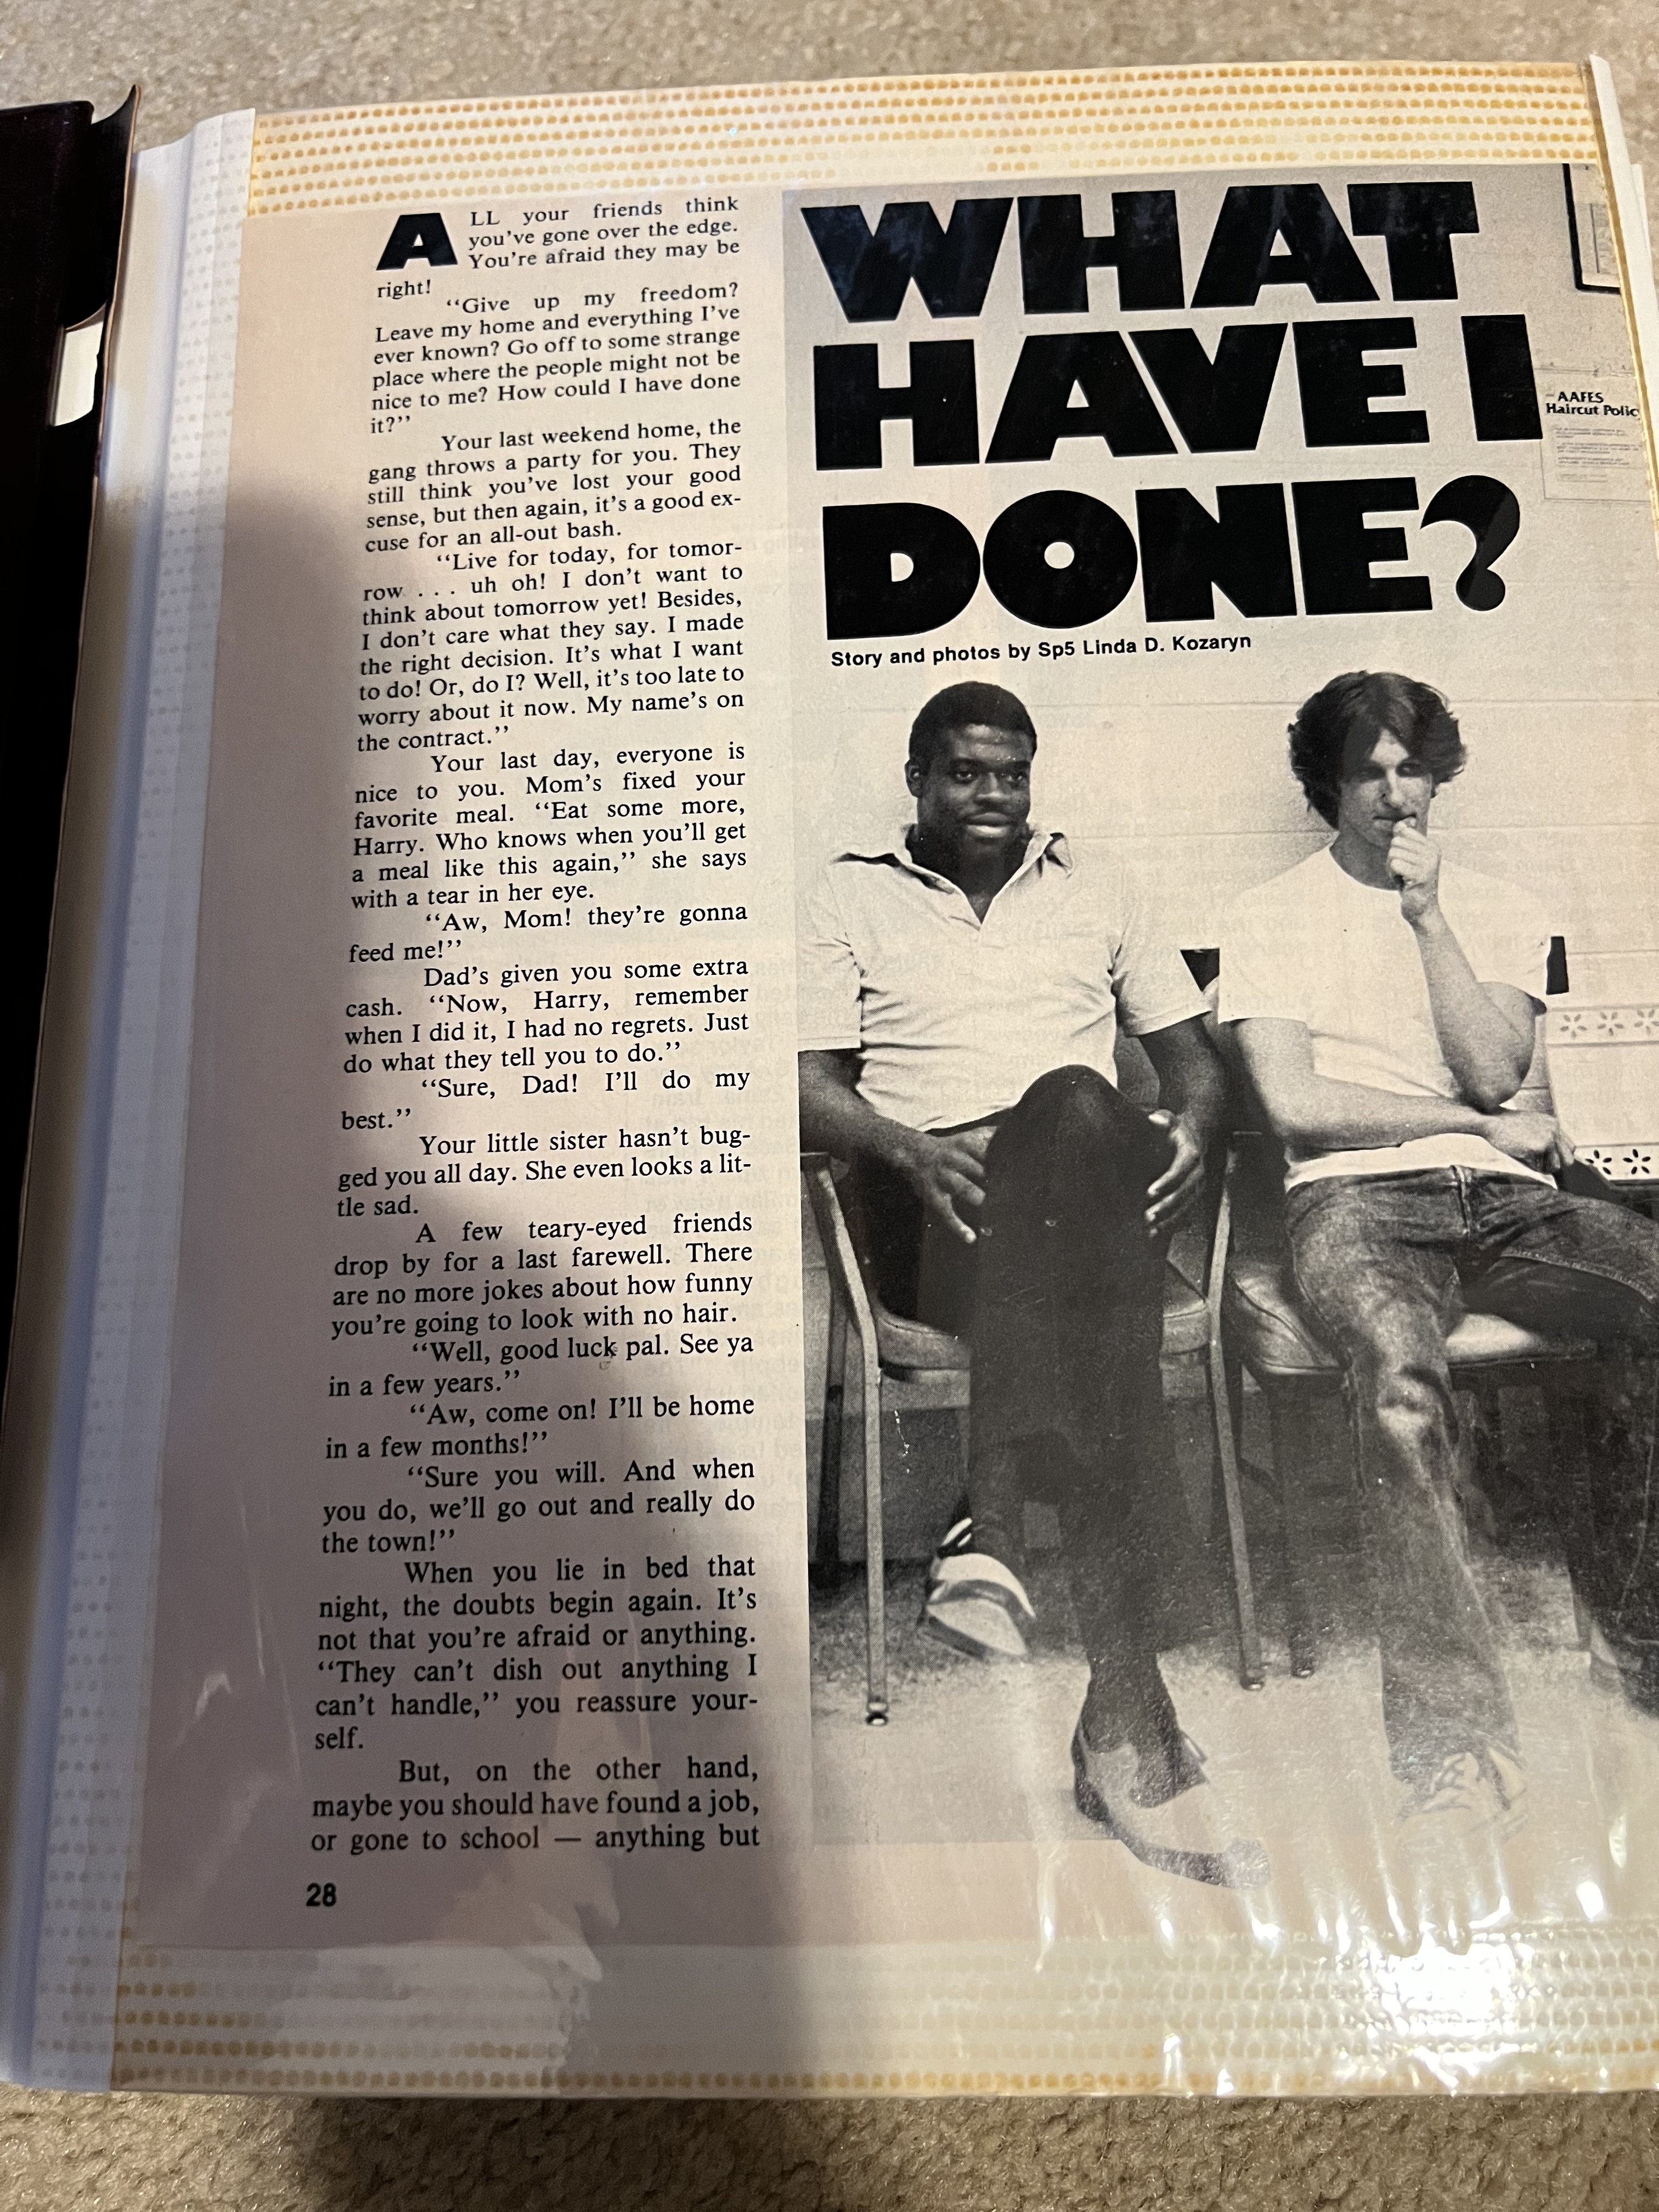 ALL your friends think
you've gone over the edge.
You're afraid they may be
right!
“Give up my freedom?
Leave my home and everything I've
ever known? Go off to some strange
place where the people might not be
nice to me? How could I have done
it?”
Your last weekend home, the
gang throws a party for you. They
still think you've lost your good
sense, but then again, it's a good ex-
cuse for an all-out bash.
“Live for today, for tomor-
row . . . uh oh! I don't want to
think about tomorrow yet! Besides,
I don't care what they say. I made
the right decision. It's what I want
to do! Or, do I? Well, it's too late to
worry about it now. My name's on
the contract.”
Your last day, everyone is
nice to you. Mom's fixed your
favorite meal. “Eat some more,
Harry. Who knows when you'll get
a meal like this again,” she says
with a tear in her eye.
“Aw, Mom! they're gonna
feed me!”
Dad's given you some extra
cash. “Now, Harry, remember
when I did it, I had no regrets. Just
do what they tell you to do.”
“Sure, Dad! I'll do my
best.”
Your little sister hasn't bug-
ged you all day. She even looks a lit-
tle sad.
A few teary-eyed friends
drop by for a last farewell. There
are no more jokes about how funny
you're going to look with no hair.
“Well, good luck pal. See ya
in a few years.”
“Aw, come on! I'll be home
in a few months!”
“Sure you will. And when
you do, we'll go out and really do
the town!”
When you lie in bed that
night, the doubts begin again. It's
not that you're afraid or anything.
“They can't dish out anything I
can't handle,” you reassure your-
self.
But, on the other hand,
maybe you should have found a job,
or gone to school — anything but
28
WHAT
HAVE I
DONE?
Story and photos by Sp5 Linda D. Kozaryn
AAFES
Haircut Polic